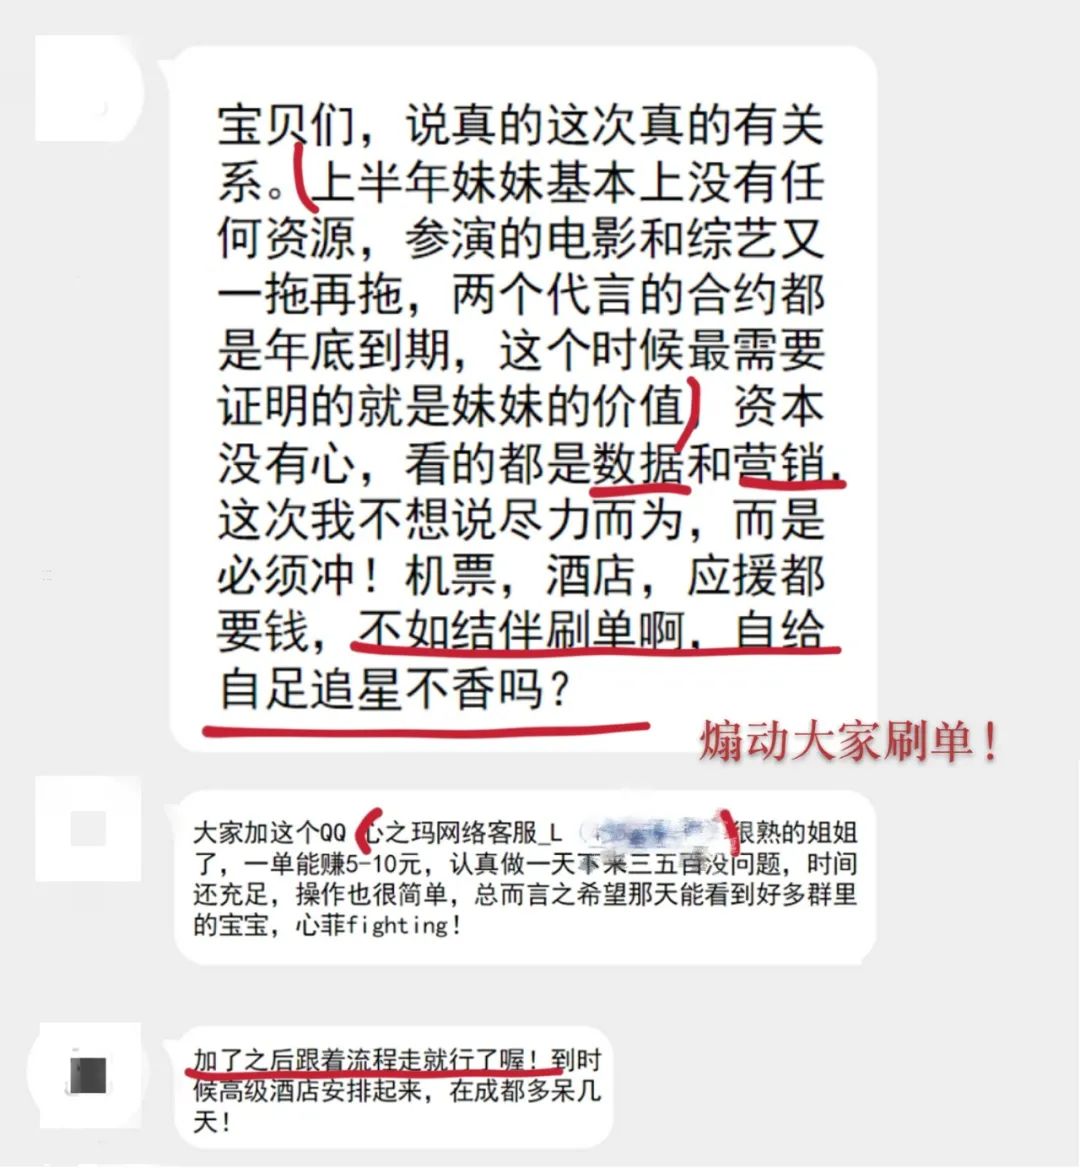 宝贝们，说真的这次真的有关
系。上半年妹妹基本上没有任
何资源，参演的电影和综艺又
一拖再拖，两个代言的合约都
是年底到期，这个时候最需要
证明的就是妹妹的价值，资本
没有心，看的都是数据和营销，
这次我不想说尽力而为，而是
必须冲！机票，酒店，应援都
要钱，不如结伴刷单啊，自给
自足追星不香吗？
煽动大家刷单！
大家加这个QQ 心之玛网络客服_L 很熟的姐姐
了，一单能赚5-10元，认真做一天下来三五百没问题，时间
还充足，操作也很简单，总而言之希望那天能看到好多群里
的宝宝，心菲fighting！
加了之后跟着流程走就行了喔！到时
候高级酒店安排起来，在成都多呆几
天！